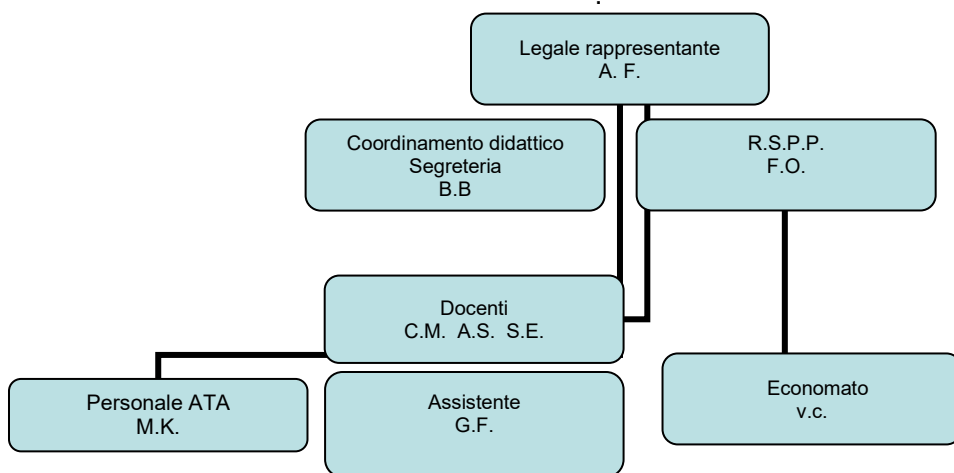 Legale rappresentante
A. F.
Coordinamento didattico
Segreteria
B.B
R.S.P.P.
F.O.
Docenti
C.M. A.S. S.E.
Personale ATA
M.K.
Assistente
G.F.
Economato
v.c.